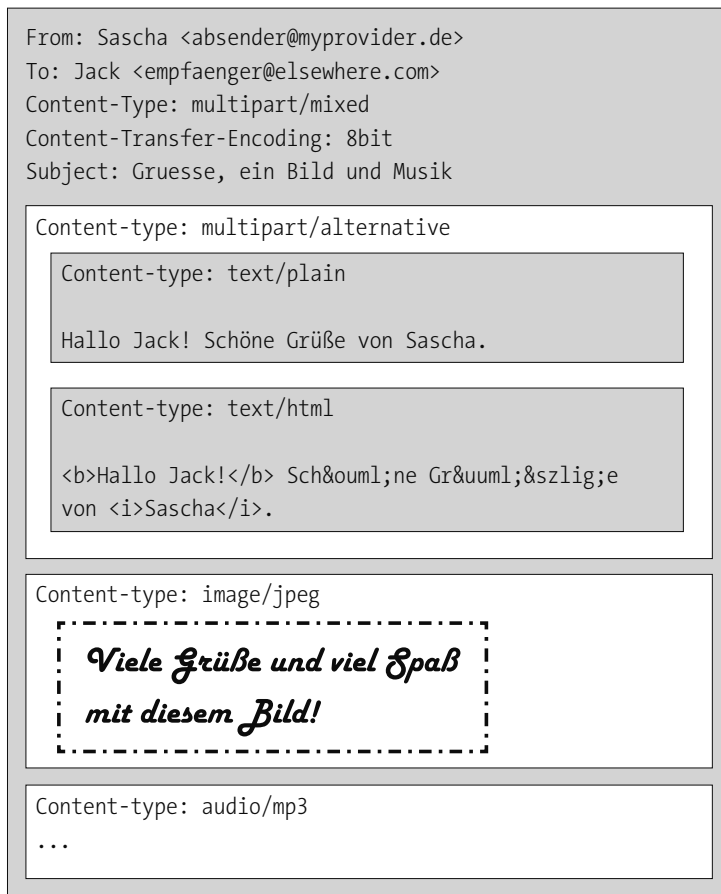 From: Sascha <absender@myprovider.de>
To: Jack <empfaenger@elsewhere.com>
Content-Type: multipart/mixed
Content-Transfer-Encoding: 8bit
Subject: Gruesse, ein Bild und Musik
Content-type: multipart/alternative
Content-type: text/plain
Hallo Jack! Schöne Grüße von Sascha.
Content-type: text/html
<b>Hallo Jack!</b> Sch&ouml;ne Gr&uuml;&szlig;e
von <i>Sascha</i>.
Content-type: image/jpeg
Viele Grüße und viel Spaß
mit diesem Bild!
Content-type: audio/mp3
...